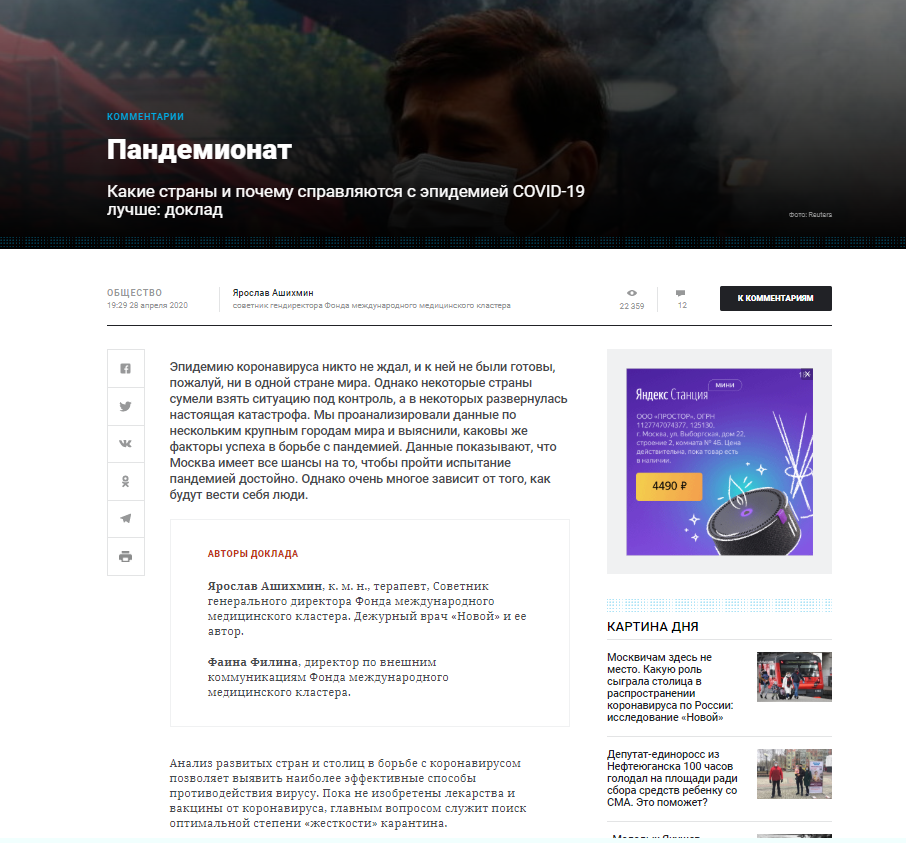 КОММЕНТАРИИ
Пандемионат
Какие страны и почему справляются с эпидемией COVID-19
лучше: доклад
Фото: Reuters
ОБЩЕСТВО
19:29 28 апреля 2020
Ярослав Ашихмин
советник гендиректора Фонда международного медицинского кластера
22 359
12
К КОММЕНТАРИЯМ
Эпидемию коронавируса никто не ждал, и к ней не были готовы,
пожалуй, ни в одной стране мира. Однако некоторые страны
сумели взять ситуацию под контроль, а в некоторых развернулась
настоящая катастрофа. Мы проанализировали данные по
нескольким крупным городам мира и выяснили, каковы же
факторы успеха в борьбе с пандемией. Данные показывают, что
Москва имеет все шансы на то, чтобы пройти испытание
пандемией достойно. Однако очень многое зависит от того, как
будут вести себя люди.
АВТОРЫ ДОКЛАДА
Ярослав Ашихмин, к. м. н., терапевт, Советник
генерального директора Фонда международного
медицинского кластера. Дежурный врач «Новой» и ее
автор.
Фаина Филина, директор по внешним
коммуникациям Фонда международного
медицинского кластера.
Анализ развитых стран и столиц в борьбе с коронавирусом
позволяет выявить наиболее эффективные способы
противодействия вирусу. Пока не изобретены лекарства и
вакцины от коронавируса, главным вопросом служит поиск
оптимальной степени «жесткости» карантина.
Яндекс Станция
мини
ООО «ПРОСТОР», ОГРН
1127747074377, 125130,
г. Москва, ул. Выборгская, дом 22,
строение 2, комната № 4Б. Цена
действительна, пока товар есть
в наличии.
4490 ₽
КАРТИНА ДНЯ
Москвичам здесь не
место. Какую роль
сыграла столица в
распространении
коронавируса по России:
исследование «Новой»
Депутат-единоросс из
Нефтеюганска 100 часов
голодал на площади ради
сбора средств ребенку со
СМА. Это поможет?